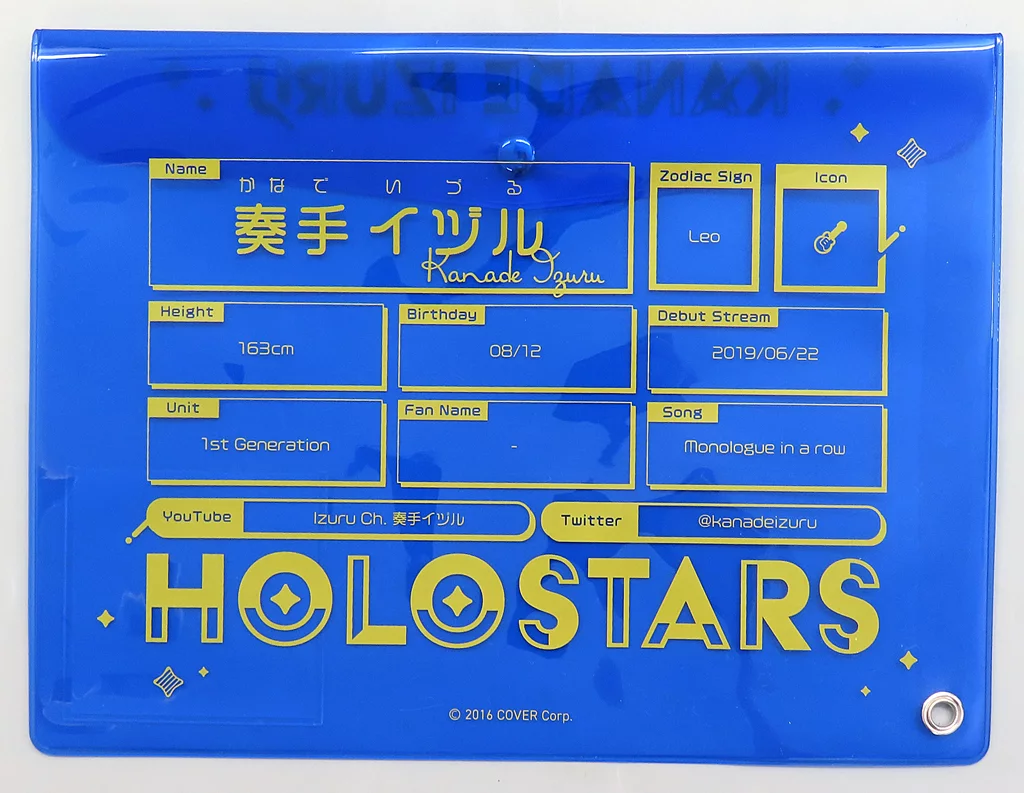 KANADE IZURU
Name
かなで いづる
奏手イヅル
Kanade Izuru
Zodiac Sign
Leo
Icon
Height
163cm
Birthday
08/12
Debut Stream
2019/06/22
Unit
1st Generation
Fan Name
-
Song
Monologue in a row
YouTube
Izuru Ch. 奏手イヅル
Twitter
@kanadeizuru
HOLOSTARS
© 2016 COVER Corp.